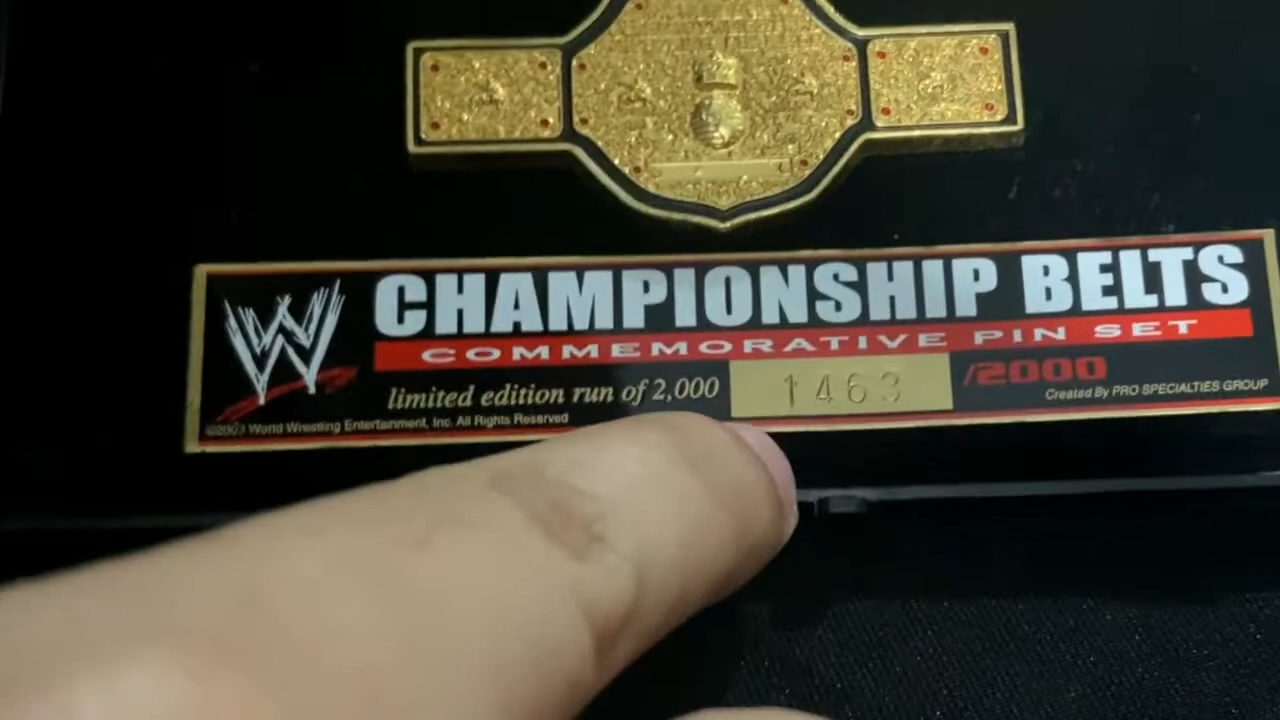 W
CHAMPIONSHIP BELTS
COMMEMORATIVE PIN SET
limited edition run of 2,000 1463 /2000
Created By PRO SPECIALTIES GROUP
©2003 World Wrestling Entertainment, Inc. All Rights Reserved